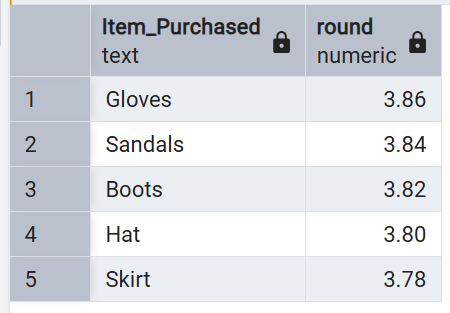 Item_Purchased round
text numeric
1 Gloves 3.86
2 Sandals 3.84
3 Boots 3.82
4 Hat 3.80
5 Skirt 3.78